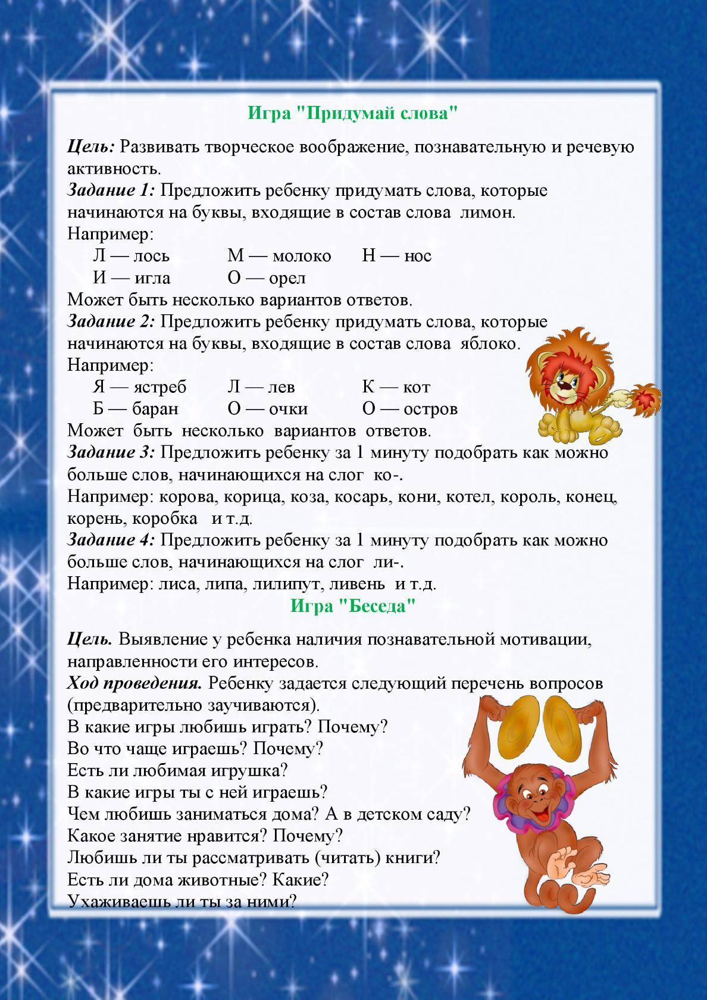 Игра "Придумай слова"
Цель: Развивать творческое воображение, познавательную и речевую
активность.
Задание 1: Предложить ребенку придумать слова, которые
начинаются на буквы, входящие в состав слова лимон.
Например:
Л — лось М — молоко Н — нос
И — игла О — орел
Может быть несколько вариантов ответов.
Задание 2: Предложить ребенку придумать слова, которые
начинаются на буквы, входящие в состав слова яблоко.
Например:
Я — ястреб Л — лев К — кот
Б — баран О — очки О — остров
Может быть несколько вариантов ответов.
Задание 3: Предложить ребенку за 1 минуту подобрать как можно
больше слов, начинающихся на слог ко-.
Например: корова, корица, коза, косарь, кони, котел, король, конец,
корень, коробка и т.д.
Задание 4: Предложить ребенку за 1 минуту подобрать как можно
больше слов, начинающихся на слог ли-.
Например: лиса, липа, лилипут, ливень и т.д.
Игра "Беседа"
Цель. Выявление у ребенка наличия познавательной мотивации,
направленности его интересов.
Ход проведения. Ребенку задается следующий перечень вопросов
(предварительно заучиваются).
В какие игры любишь играть? Почему?
Во что чаще играешь? Почему?
Есть ли любимая игрушка?
В какие игры ты с ней играешь?
Чем любишь заниматься дома? А в детском саду?
Какое занятие нравится? Почему?
Любишь ли ты рассматривать (читать) книги?
Есть ли дома животные? Какие?
Ухаживаешь ли ты за ними?